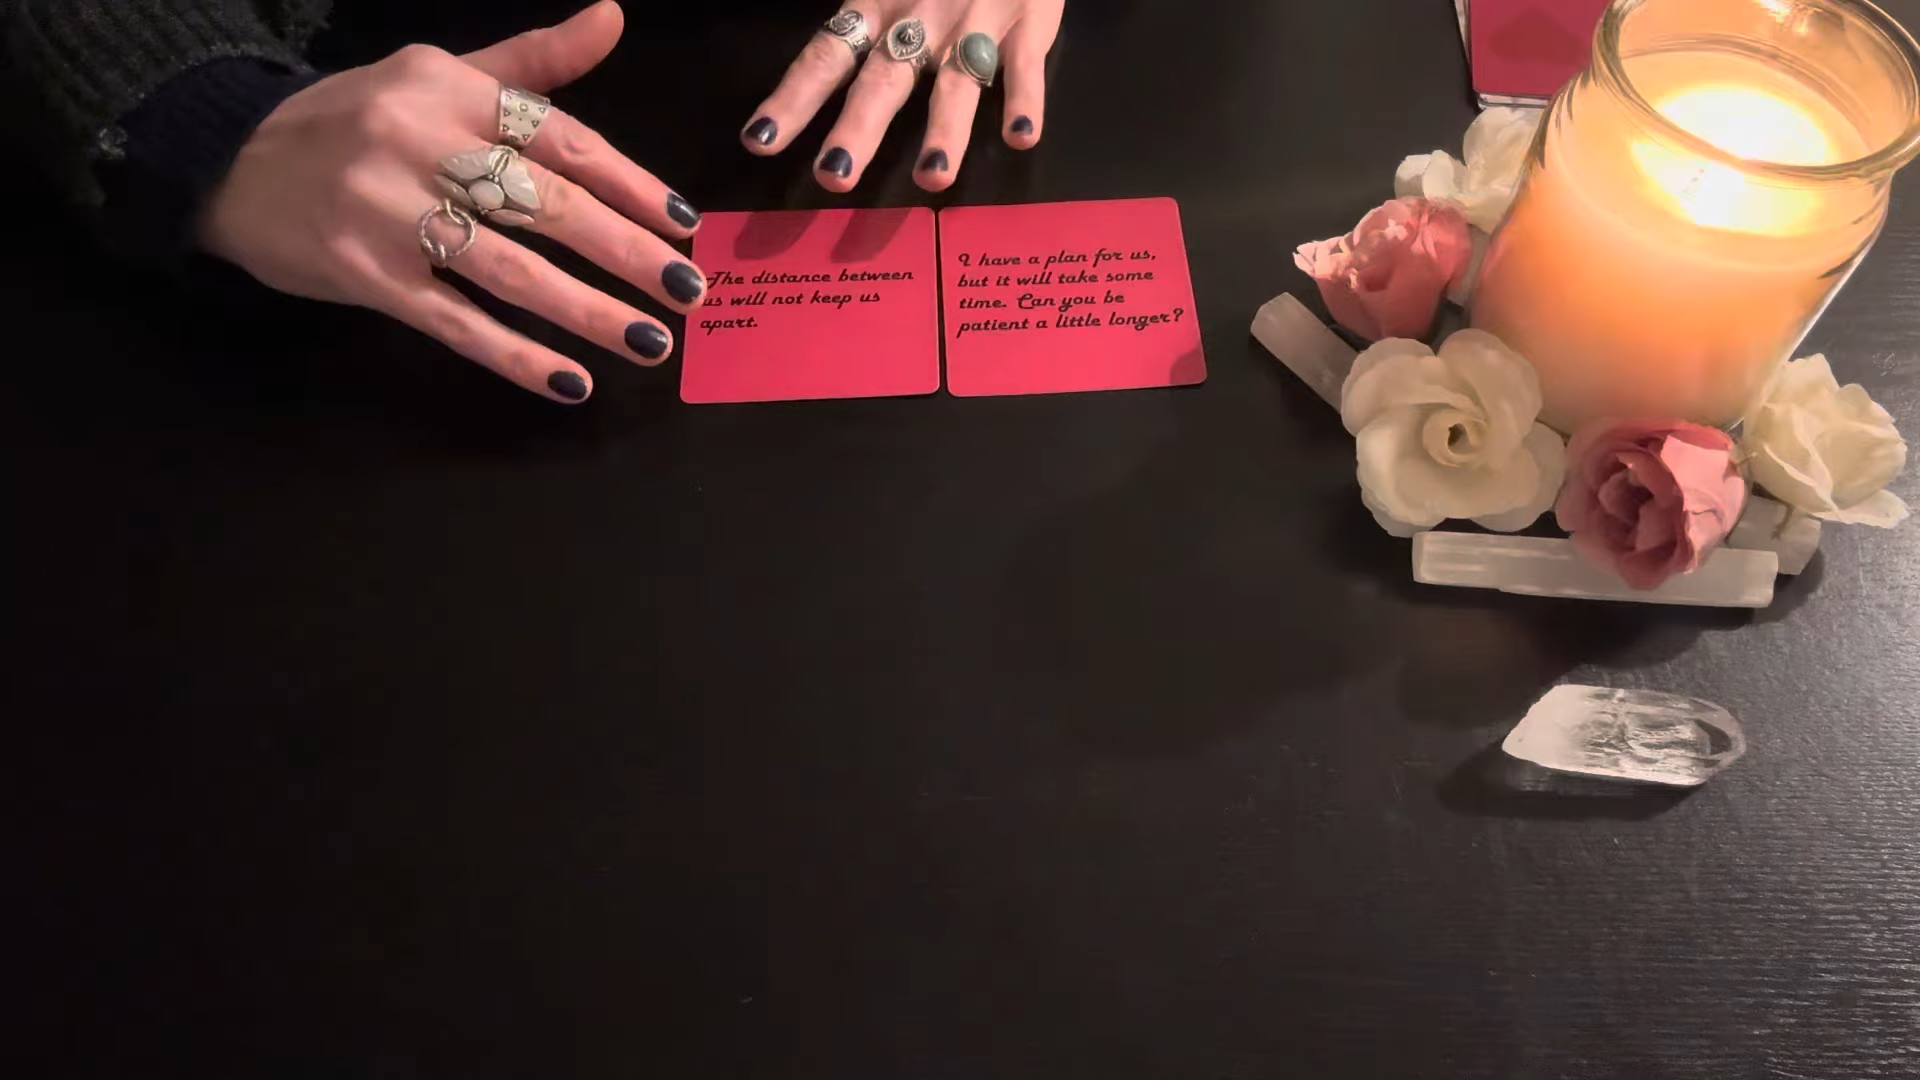 The distance between
us will not keep us
apart.
I have a plan for us,
but it will take some
time. Can you be
patient a little longer?